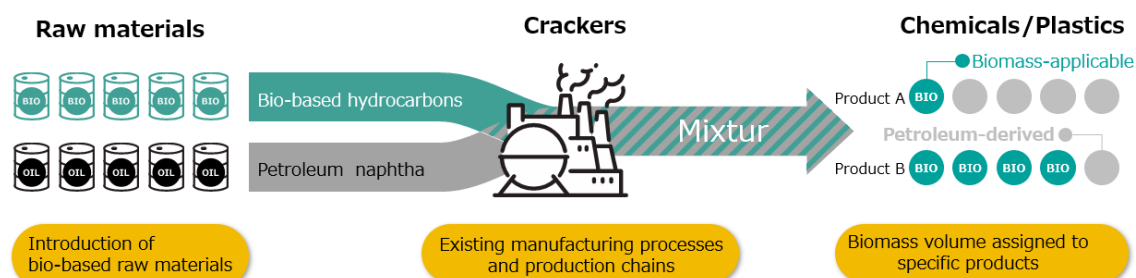 Raw materials
Crackers
Chemicals/Plastics
BIO BIO BIO BIO BIO
Bio-based hydrocarbons
OIL OIL OIL OIL OIL
Petroleum naphtha
Mixtur
Biomass-applicable
Product A BIO
Petroleum-derived
Product B BIO BIO BIO BIO
Introduction of
bio-based raw materials
Existing manufacturing processes
and production chains
Biomass volume assigned to
specific products